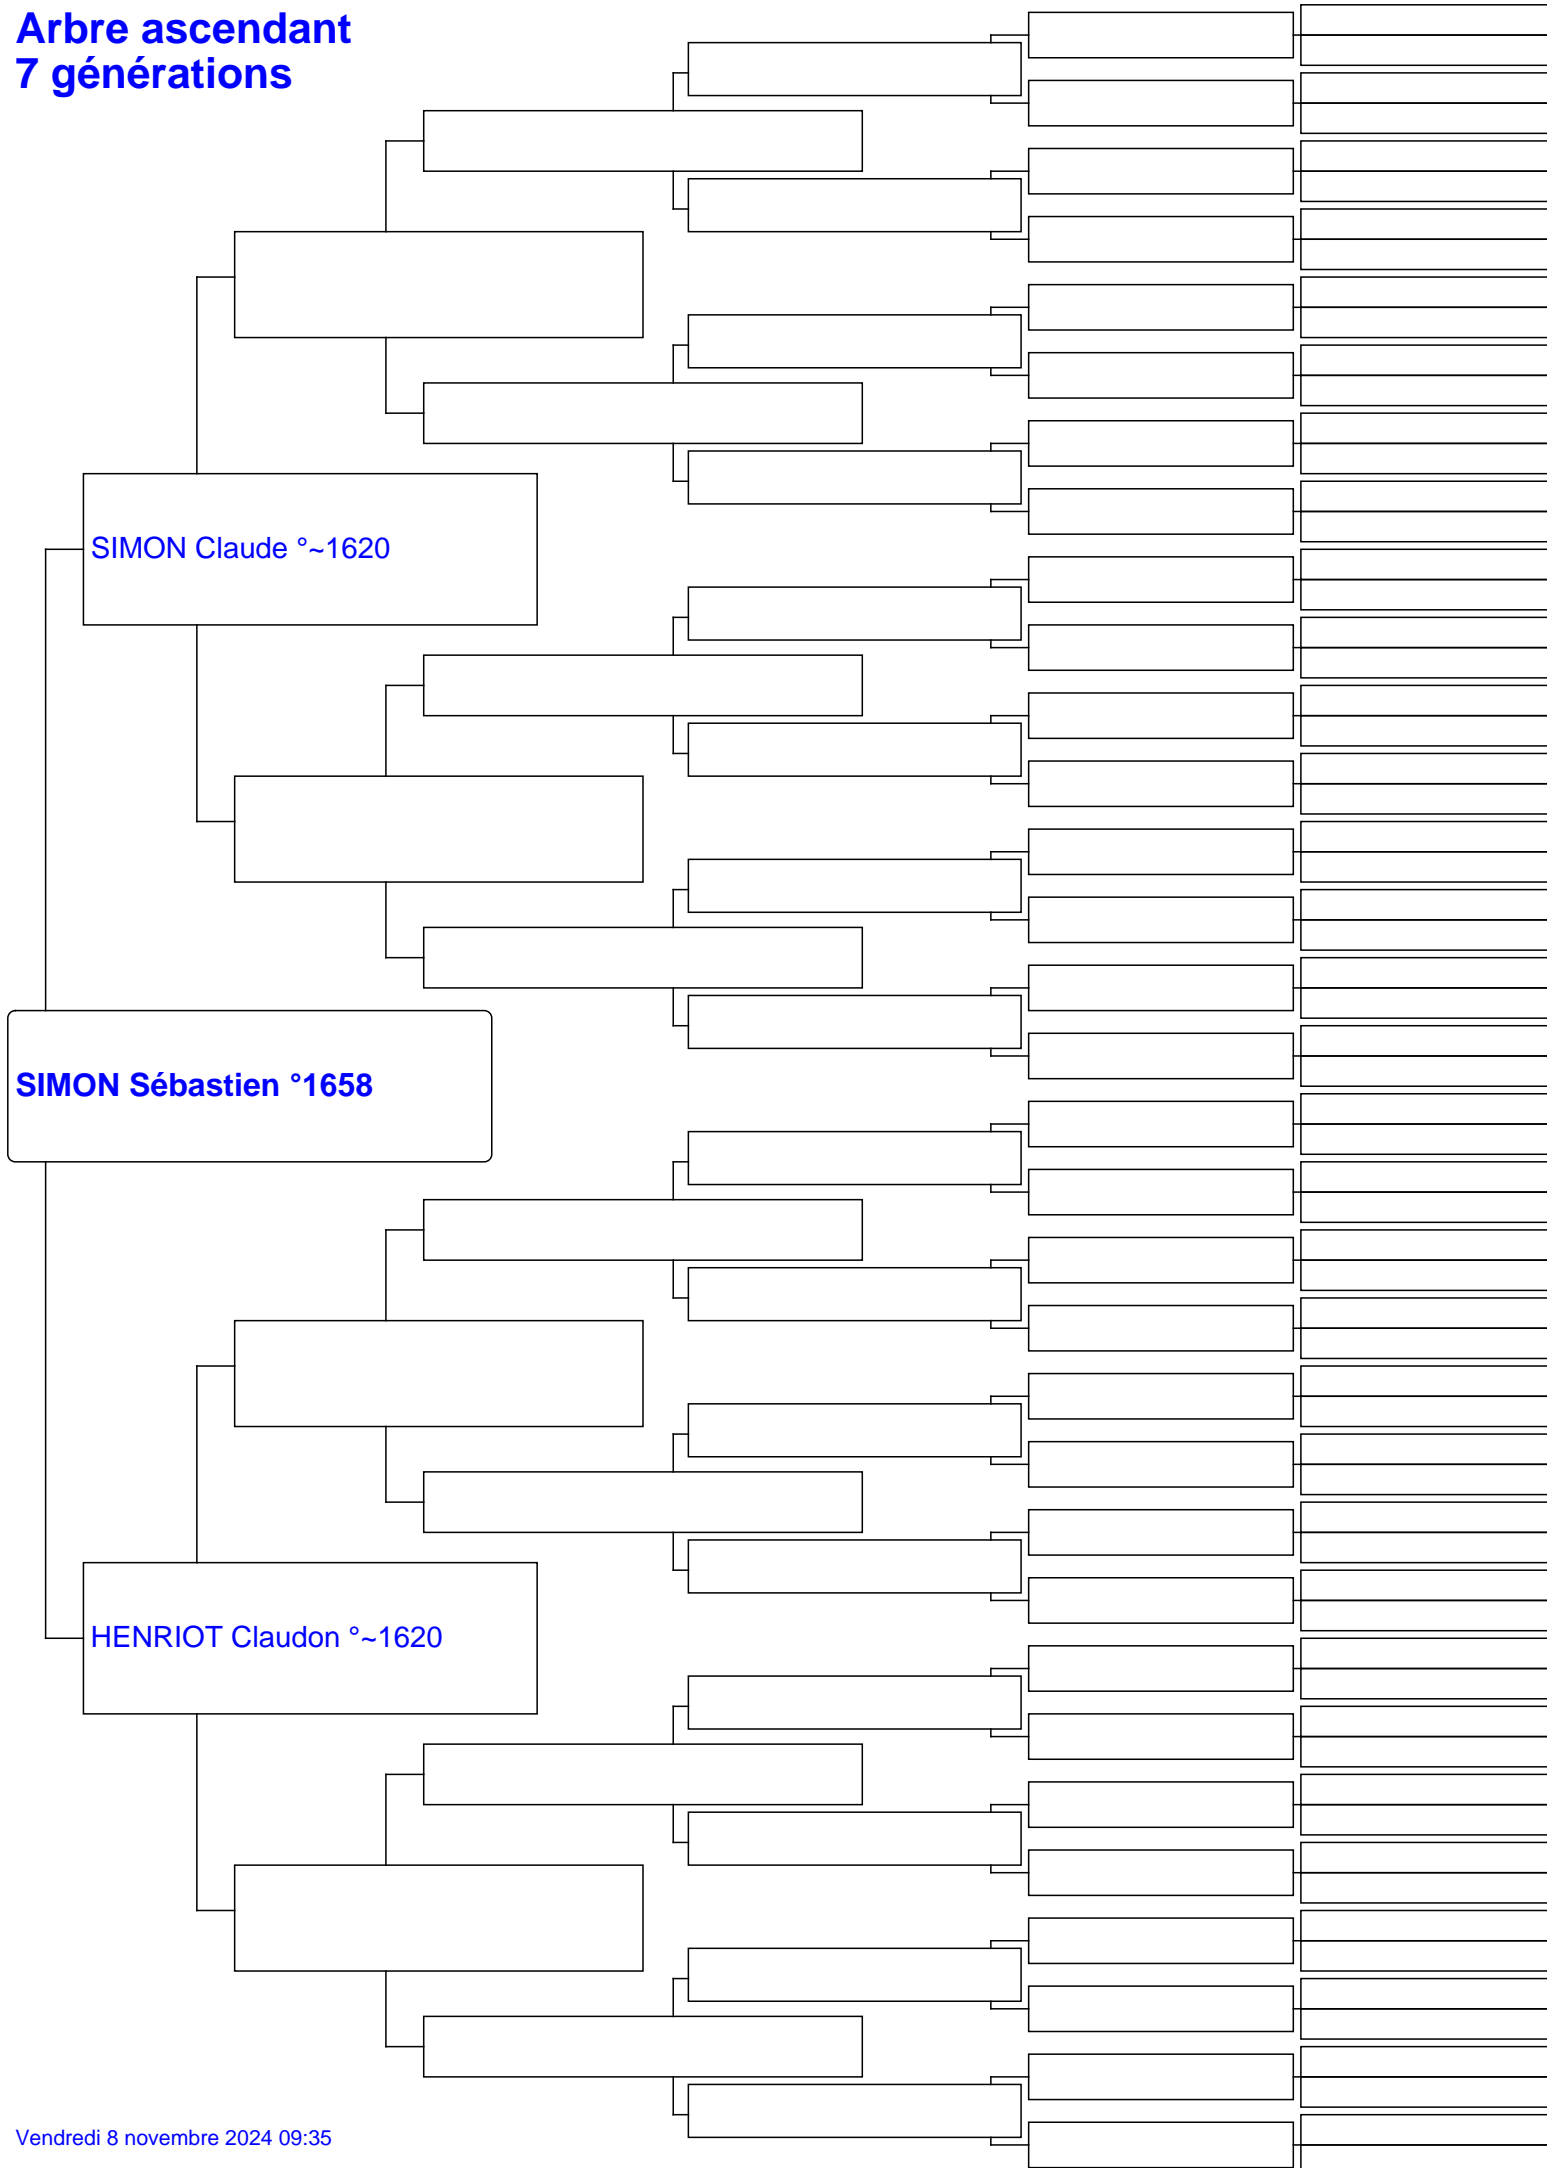 Arbre ascendant
7 générations
SIMON Claude °~1620
SIMON Sébastien °1658
HENRIOT Claudon °~1620
Vendredi 8 novembre 2024 09:35